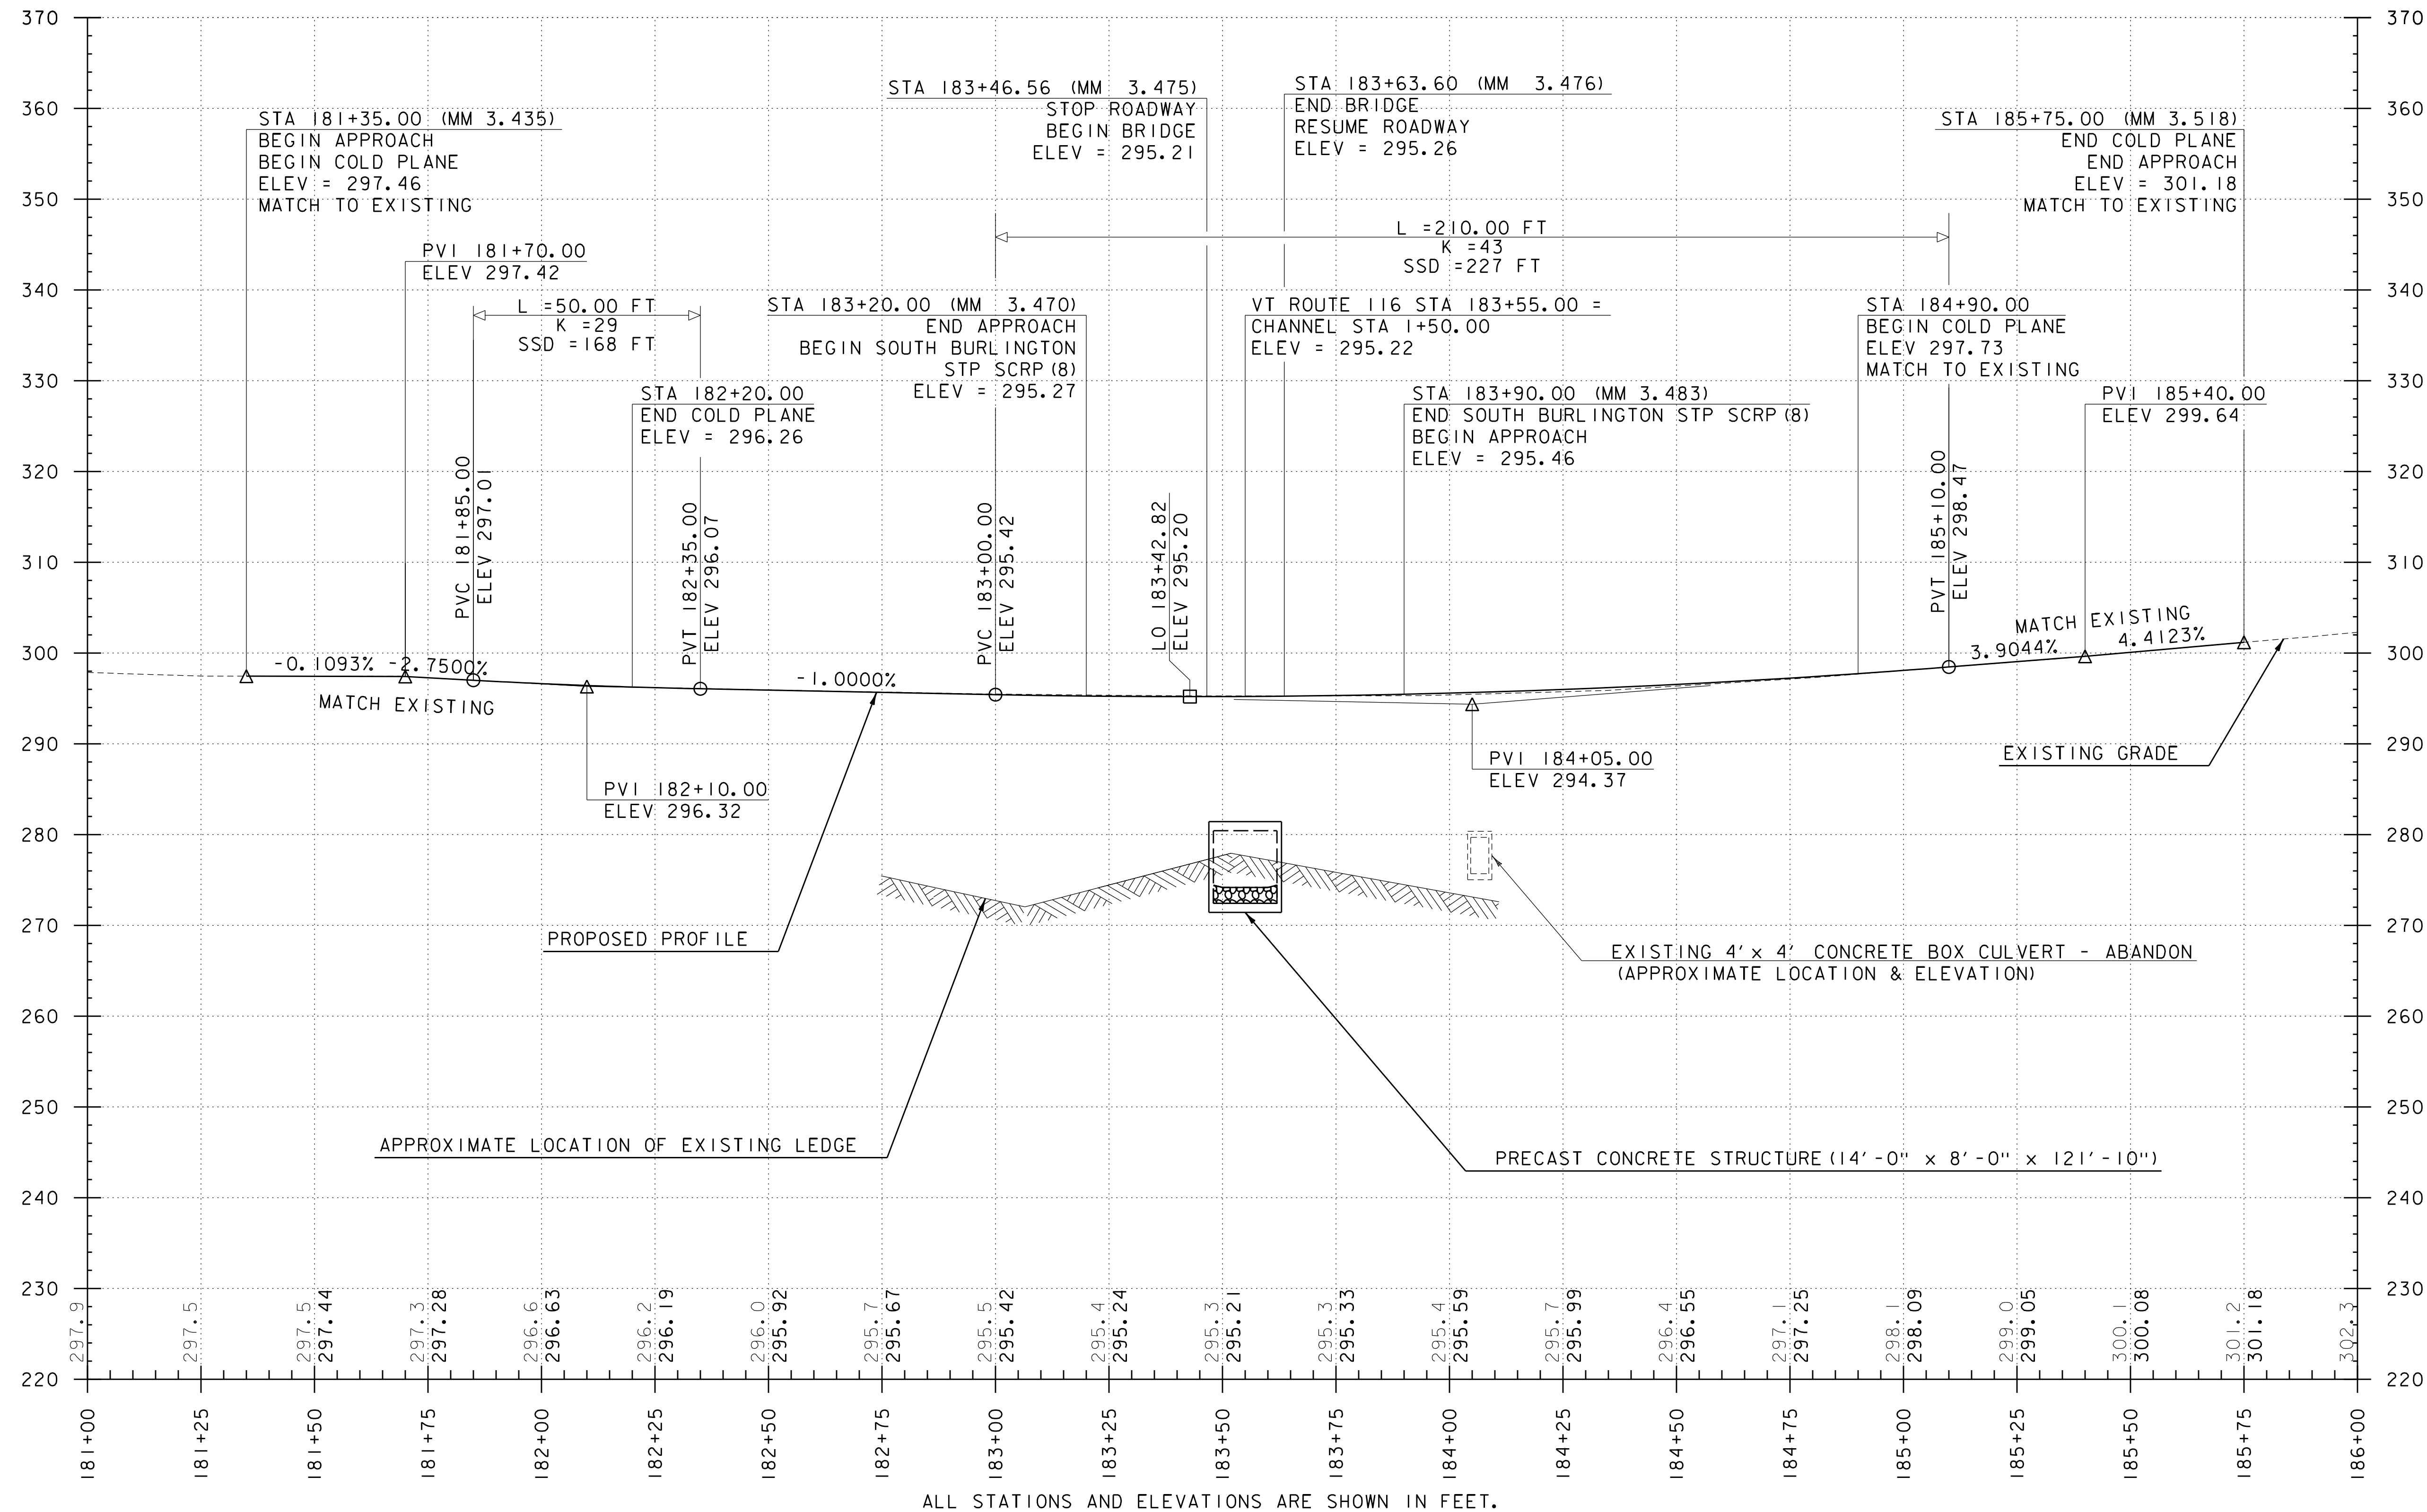 370
370
360
360
350
350
340
340
330
330
320
320
310
310
300
300
290
290
280
280
270
270
260
260
250
250
240
240
230
230
220
220
STA 181+35.00 (MM 3.435)
BEGIN APPROACH
BEGIN COLD PLANE
ELEV = 297.46
MATCH TO EXISTING
PVI 181+70.00
ELEV 297.42
L =50.00 FT
K =29
SSD =168 FT
STA 182+20.00
END COLD PLANE
ELEV = 296.26
STA 183+46.56 (MM 3.475)
STOP ROADWAY
BEGIN BRIDGE
ELEV = 295.21
STA 183+63.60 (MM 3.476)
END BRIDGE
RESUME ROADWAY
ELEV = 295.26
STA 185+75.00 (MM 3.518)
END COLD PLANE
END APPROACH
ELEV = 301.18
MATCH TO EXISTING
L =210.00 FT
K =43
SSD =227 FT
STA 183+20.00 (MM 3.470)
END APPROACH
BEGIN SOUTH BURLINGTON
STP SCRP(8)
ELEV = 295.27
VT ROUTE 116 STA 183+55.00 =
CHANNEL STA 1+50.00
ELEV = 295.22
STA 184+90.00
BEGIN COLD PLANE
ELEV 297.73
MATCH TO EXISTING
STA 183+90.00 (MM 3.483)
END SOUTH BURLINGTON STP SCRP(8)
BEGIN APPROACH
ELEV = 295.46
PVI 185+40.00
ELEV 299.64
PVC 181+85.00
ELEV 297.01
PVT 182+35.00
ELEV 296.07
PVC 183+00.00
ELEV 295.42
LO 183+42.82
ELEV 295.20
PVT 185+10.00
ELEV 298.47
-0.1093%
-2.7500%
MATCH EXISTING
-1.0000%
MATCH EXISTING
3.9044%
4.4123%
PVI 182+10.00
ELEV 296.32
PVI 184+05.00
ELEV 294.37
EXISTING GRADE
PROPOSED PROFILE
EXISTING 4' x 4' CONCRETE BOX CULVERT - ABANDON
(APPROXIMATE LOCATION & ELEVATION)
APPROXIMATE LOCATION OF EXISTING LEDGE
PRECAST CONCRETE STRUCTURE(14'-0" x 8'-0" x 121'-10")
297.9
297.5
297.5
297.44
297.3
297.28
296.6
296.63
296.2
296.19
296.0
295.92
295.7
295.67
295.5
295.42
295.4
295.24
295.3
295.21
295.3
295.33
295.4
295.59
295.7
295.99
296.4
296.55
297.1
297.25
298.1
298.09
299.0
299.05
300.1
300.08
301.2
301.18
302.3
181+00
181+25
181+50
181+75
182+00
182+25
182+50
182+75
183+00
183+25
183+50
183+75
184+00
184+25
184+50
184+75
185+00
185+25
185+50
185+75
186+00
ALL STATIONS AND ELEVATIONS ARE SHOWN IN FEET.